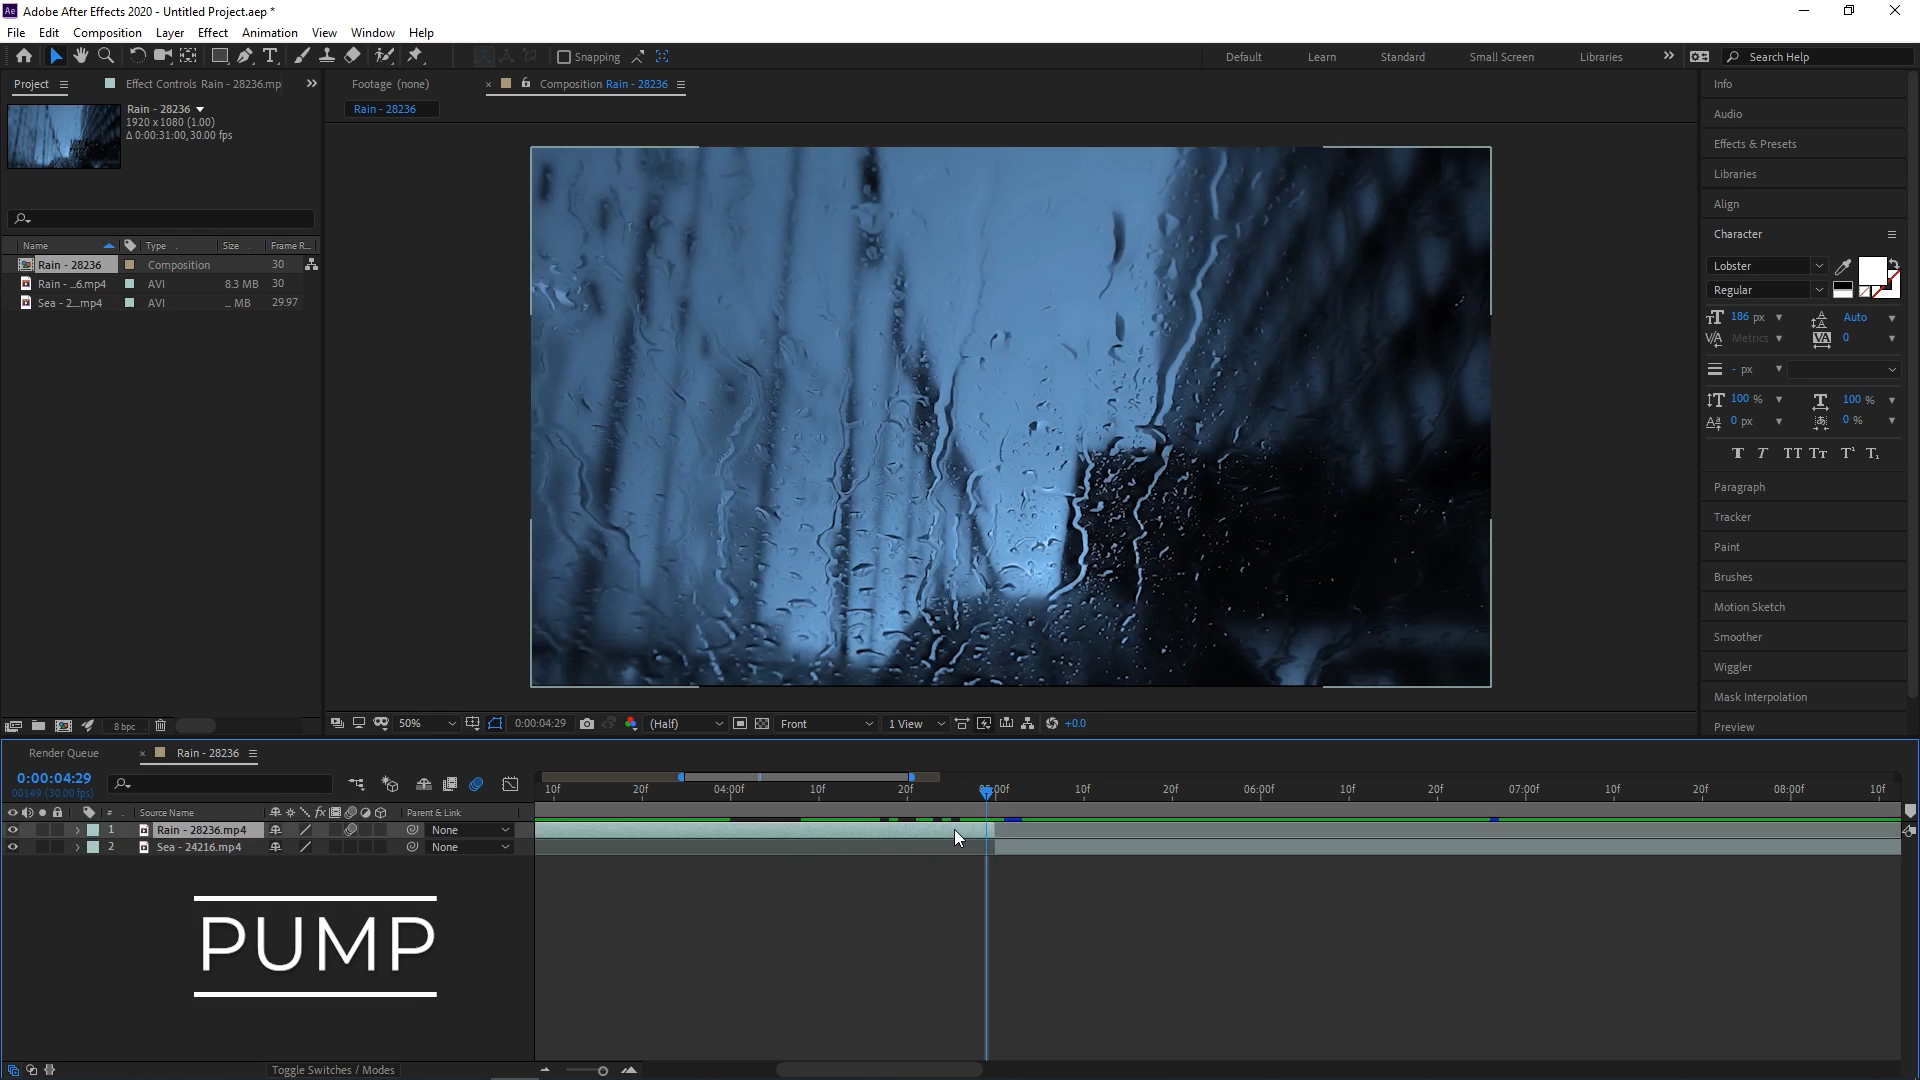 Adobe After Effects 2020 - Untitled Project.aep *
File Edit Composition Layer Effect Animation View Window Help
Snapping Default Learn Standard Small Screen Libraries Search Help
Project Effect Controls Rain - 28236.mp Footage (none) Composition Rain - 28236 Info
Rain - 28236
Rain - 28236
1920 x 1080 (1.00)
Δ 0:00:31:00, 30.00 fps
Name Type Size Frame R...
Rain - 28236 Composition 30
Rain - ...6.mp4 AVI 8.3 MB 30
Sea - 2...mp4 AVI ... MB 29.97
Audio
Effects & Presets
Libraries
Align
Character
Lobster
Regular
186 px Auto
Metrics 0
- px
100 % 100 %
0 px 0 %
Paragraph
Tracker
Paint
Brushes
Motion Sketch
Smoother
Wiggler
Mask Interpolation
Preview
8 bpc 50% 0:00:04:29 (Half) Front 1 View +0.0
Render Queue Rain - 28236
0:00:04:29
00149 (30.00 fps)
10f 20f 04:00f 10f 20f 05:00f 10f 20f 06:00f 10f 20f 07:00f 10f 20f 08:00f 10f
# Source Name Parent & Link
1 Rain - 28236.mp4 None
2 Sea - 24216.mp4 None
PUMP
Toggle Switches / Modes